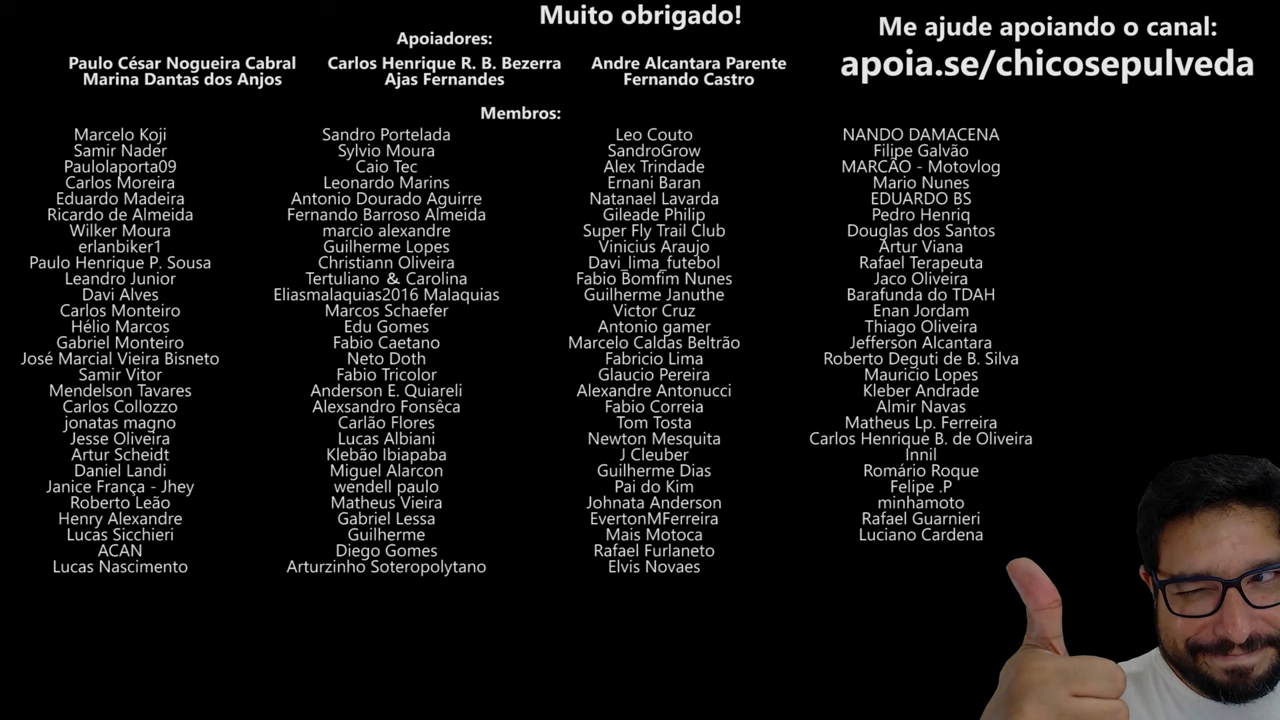 Muito obrigado!
Apoiadores:
Paulo César Nogueira Cabral
Marina Dantas dos Anjos
Carlos Henrique R. B. Bezerra
Ajas Fernandes
Andre Alcantara Parente
Fernando Castro
Me ajude apoiando o canal:
apoia.se/chicosepulveda
Membros:
Marcelo Koji
Samir Nader
Paulolaporta09
Carlos Moreira
Eduardo Madeira
Ricardo de Almeida
Wilker Moura
erlanbiker1
Paulo Henrique P. Sousa
Leandro Junior
Davi Alves
Carlos Monteiro
Hélio Marcos
Gabriel Monteiro
José Marcial Vieira Bisneto
Samir Vitor
Mendelson Tavares
Carlos Collozzo
jonatas magno
Jesse Oliveira
Artur Scheidt
Daniel Landi
Janice França - Jhey
Roberto Leão
Henry Alexandre
Lucas Sicchieri
ACAN
Lucas Nascimento
Sandro Portelada
Sylvio Moura
Caio Tec
Leonardo Marins
Antonio Dourado Aguirre
Fernando Barroso Almeida
marcio alexandre
Guilherme Lopes
Christiann Oliveira
Tertuliano & Carolina
Eliasmalaquias2016 Malaquias
Marcos Schaefer
Edu Gomes
Fabio Caetano
Neto Doth
Fabio Tricolor
Anderson E. Quiareli
Alexsandro Fonsêca
Carlão Flores
Lucas Albiani
Klebão Ibiapaba
Miguel Alarcon
wendell paulo
Matheus Vieira
Gabriel Lessa
Guilherme
Diego Gomes
Arturzinho Soteropolytano
Leo Couto
SandroGrow
Alex Trindade
Ernani Baran
Natanael Lavarda
Gileade Philip
Super Fly Trail Club
Vinicius Araujo
Davi_lima_futebol
Fabio Bomfim Nunes
Guilherme Januthe
Victor Cruz
Antonio gamer
Marcelo Caldas Beltrão
Fabricio Lima
Glaucio Pereira
Alexandre Antonucci
Fabio Correia
Tom Tosta
Newton Mesquita
J Cleuber
Guilherme Dias
Pai do Kim
Johnata Anderson
EvertonMFerreira
Mais Motoca
Rafael Furlaneto
Elvis Novaes
NANDO DAMACENA
Filipe Galvão
MARCÃO - Motovlog
Mario Nunes
EDUARDO BS
Pedro Henriq
Douglas dos Santos
Artur Viana
Rafael Terapeuta
Jaco Oliveira
Barafunda do TDAH
Enan Jordam
Thiago Oliveira
Jefferson Alcantara
Roberto Deguti de B. Silva
Mauricio Lopes
Kleber Andrade
Almir Navas
Matheus Lp. Ferreira
Carlos Henrique B. de Oliveira
Innil
Romário Roque
Felipe .P
minhamoto
Rafael Guarnieri
Luciano Cardena